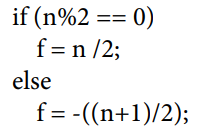 if (n%2 == 0)
f = n /2;
else
f = -((n+1)/2);